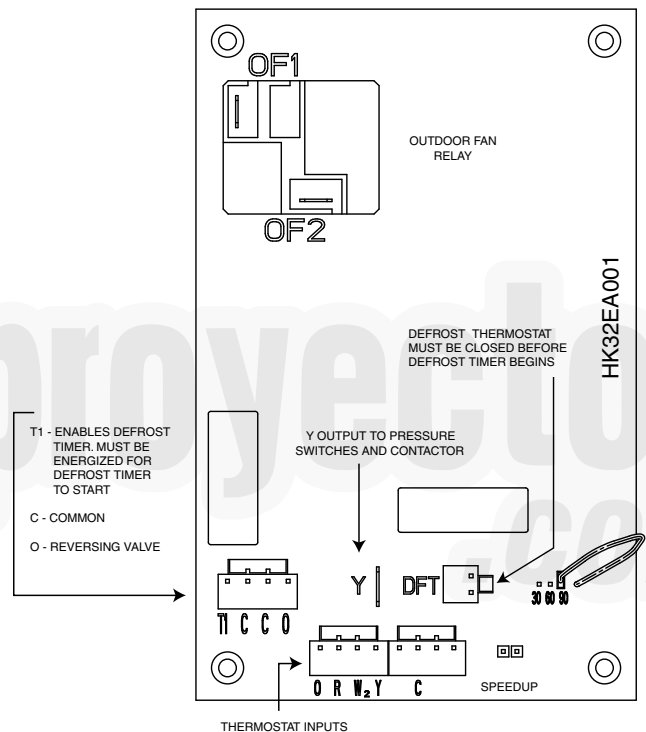 OF1
OUTDOOR FAN
RELAY
OF2
HK32EA001
DEFROST THERMOSTAT
MUST BE CLOSED BEFORE
DEFROST TIMER BEGINS
T1 - ENABLES DEFROST
TIMER. MUST BE
ENERGIZED FOR
DEFROST TIMER
TO START
C - COMMON
O - REVERSING VALVE
Y OUTPUT TO PRESSURE
SWITCHES AND CONTACTOR
Y
DFT
30 60 90
T1 C C O
O R W₂ Y C
SPEEDUP
THERMOSTAT INPUTS
proyecto
.co